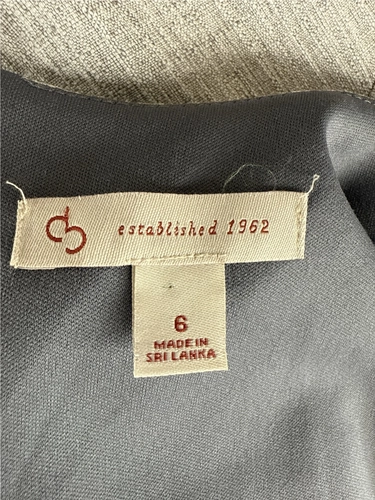 established 1962
6
MADE IN
SRI LANKA